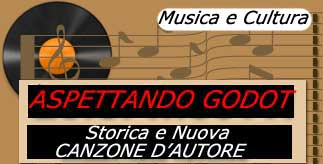 Musica e Cultura
ASPETTANDO GODOT
Storica e Nuova
CANZONE D'AUTORE